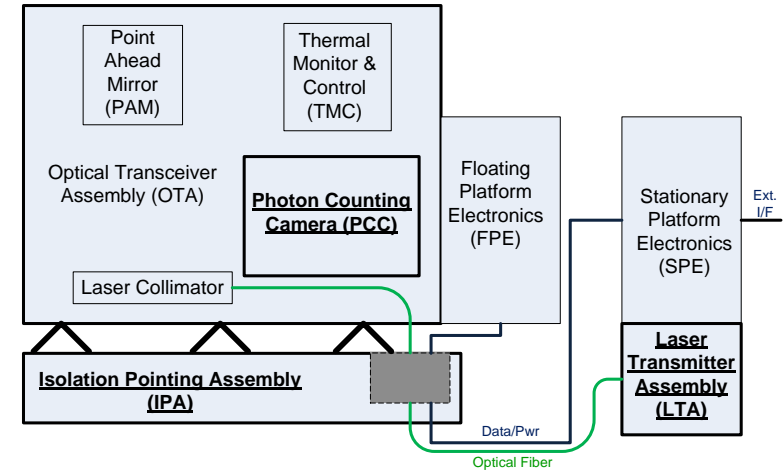 Point
Ahead
Mirror
(PAM)
Thermal
Monitor &
Control
(TMC)
Optical Transceiver
Assembly (OTA)
Photon Counting
Camera (PCC)
Laser Collimator
Floating
Platform
Electronics
(FPE)
Stationary
Platform
Electronics
(SPE)
Ext.
I/F
Isolation Pointing Assembly
(IPA)
Laser
Transmitter
Assembly
(LTA)
Data/Pwr
Optical Fiber